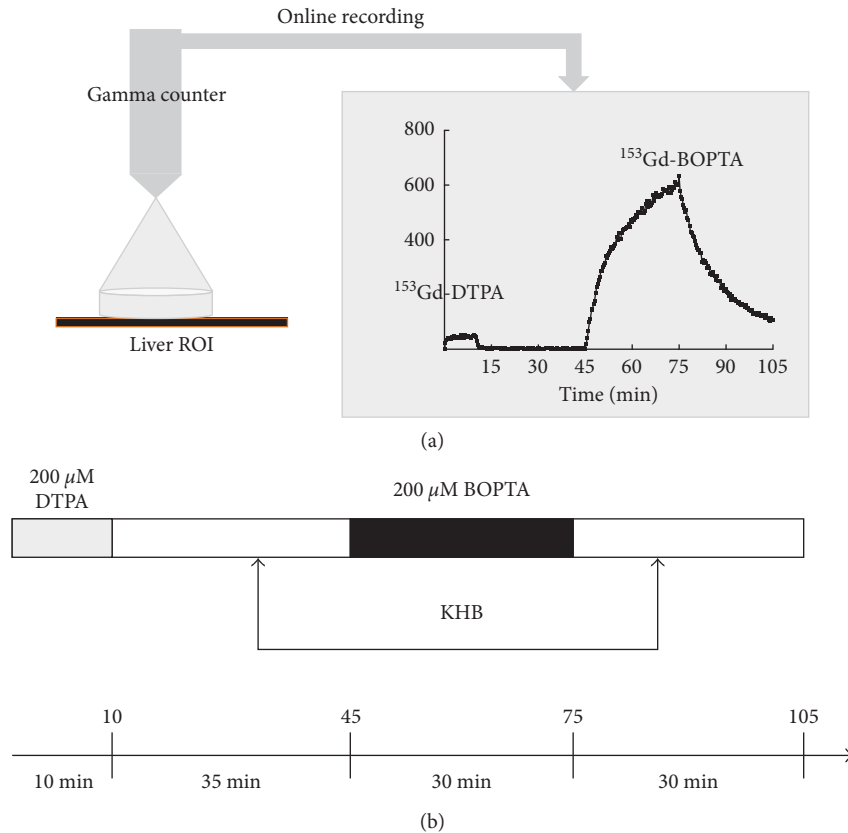 Online recording
Gamma counter
Liver ROI
800
600
400
¹⁵³Gd-BOPTA
¹⁵³Gd-DTPA
15 30 45 60 75 90 105
Time (min)
(a)
200 μM
DTPA
200 μM BOPTA
KHB
10 45 75 105
10 min 35 min 30 min 30 min
(b)